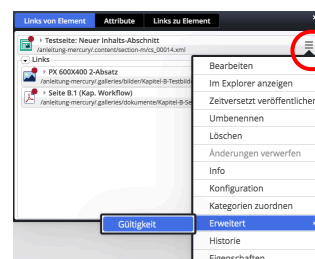 Links von Element Attribute Links zu Element
Testseite: Neuer Inhalts-Abschnitt
/anleitung-mercury/.content/section-m/cs_00014.xml
Links
PX 600X400 2-Absatz
/anleitung-mercury/.galleries/bilder/Kapitel-B-Testbild
Seite B.1 (Kap. Workflow)
/anleitung-mercury/.galleries/dokumente/Kapitel-B-Se
Bearbeiten
Im Explorer anzeigen
Zeitversetzt veröffentlichen
Umbenennen
Löschen
Änderungen verwerfen
Info
Konfiguration
Kategorien zuordnen
Gültigkeit Erweitert
Historie
Eigenschaften